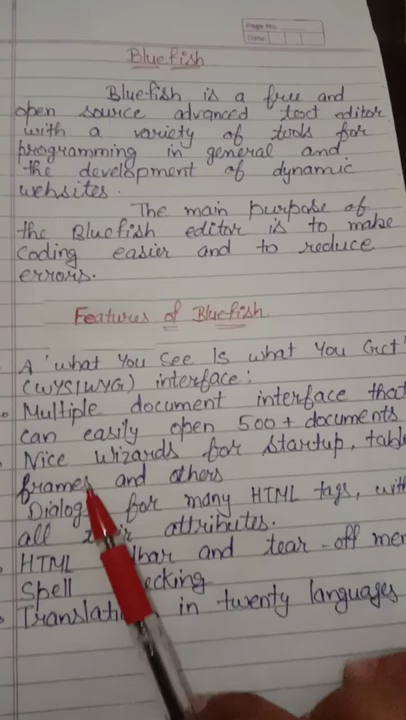 Page No.
Date
Bluefish
Bluefish is a free and
open source advanced text editor
with a variety of tools for
programming in general and
the development of dynamic
websites.
The main purpose of
the Bluefish editor is to make
coding easier and to reduce
errors.
Features of Bluefish
A 'what You See Is what You Get'
(WYSIWYG) interface:
Multiple document interface that
can easily open 500+ documents
Nice Wizards for startup, tabl
frames and others
Dialog for many HTML tags, with
all attributes.
HTML lbar and tear-off men
Spell ecking
Translati in twenty languages